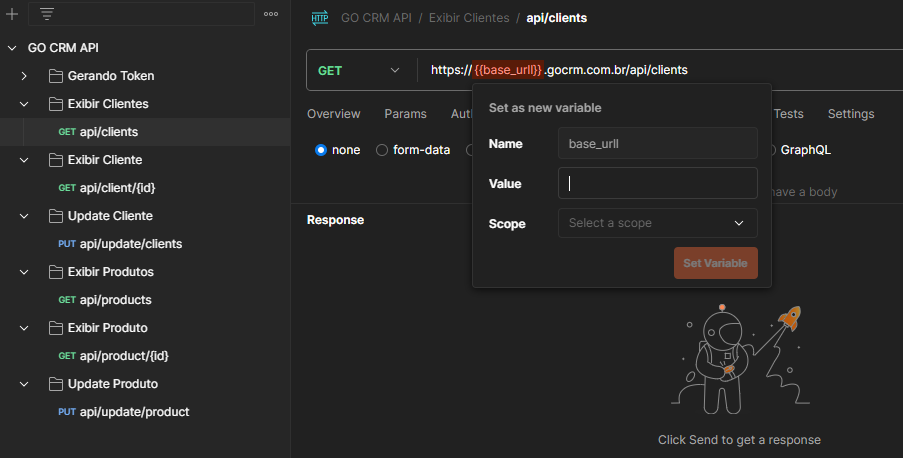 GO CRM API
Gerando Token
Exibir Clientes
GET api/clients
Exibir Cliente
GET api/client/{id}
Update Cliente
PUT api/update/clients
Exibir Produtos
GET api/products
Exibir Produto
GET api/product/{id}
Update Produto
PUT api/update/product
HTTP GO CRM API / Exibir Clientes / api/clients
GET https://{{base_urll}}.gocrm.com.br/api/clients
Overview Params Aut Tests Settings
none form-data GraphQL
have a body
Set as new variable
Name base_urll
Value
Scope Select a scope
Set Variable
Response
Click Send to get a response